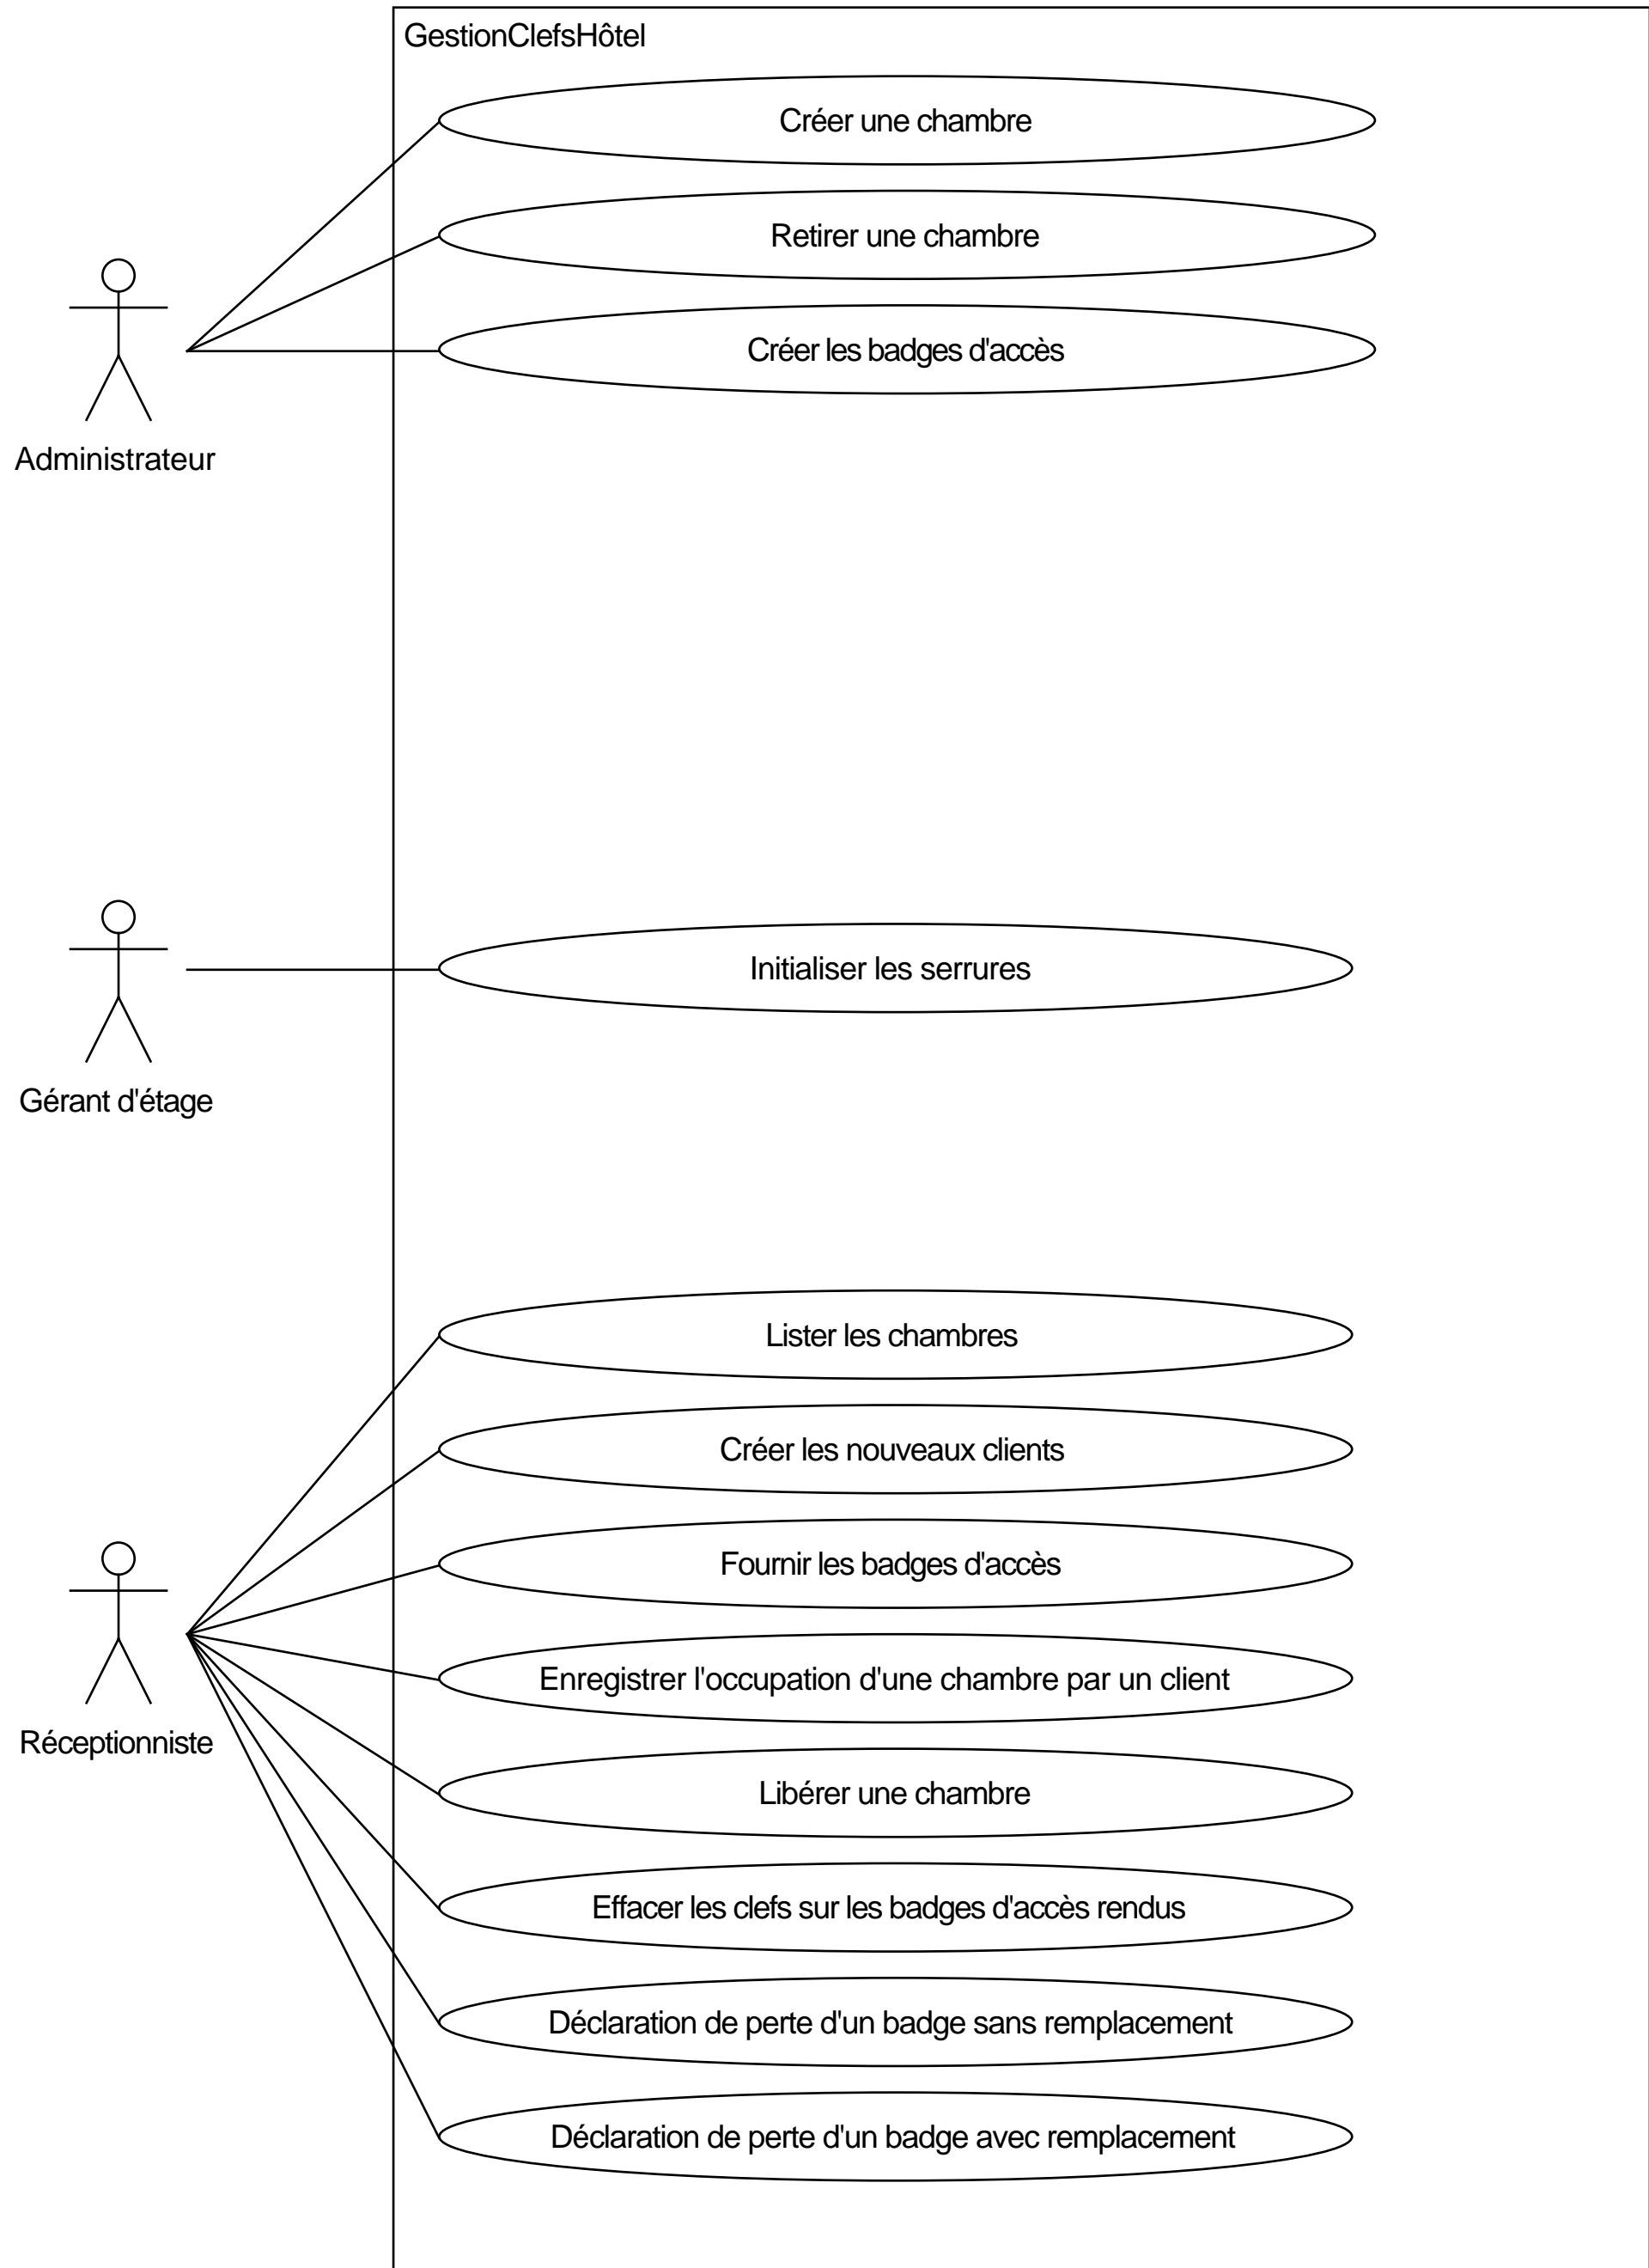 GestionClefsHôtel
Créer une chambre
Retirer une chambre
Créer les badges d'accès
Administrateur
Initialiser les serrures
Gérant d'étage
Lister les chambres
Créer les nouveaux clients
Fournir les badges d'accès
Enregistrer l'occupation d'une chambre par un client
Réceptionniste
Libérer une chambre
Effacer les clefs sur les badges d'accès rendus
Déclaration de perte d'un badge sans remplacement
Déclaration de perte d'un badge avec remplacement